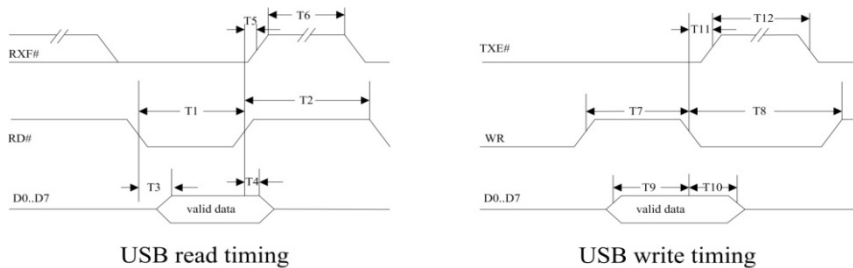 T5 T6
RXF#
T1 T2
RD#
T3 T4
D0..D7 valid data
USB read timing
T11 T12
TXE#
T7 T8
WR
T9 T10
D0..D7 valid data
USB write timing